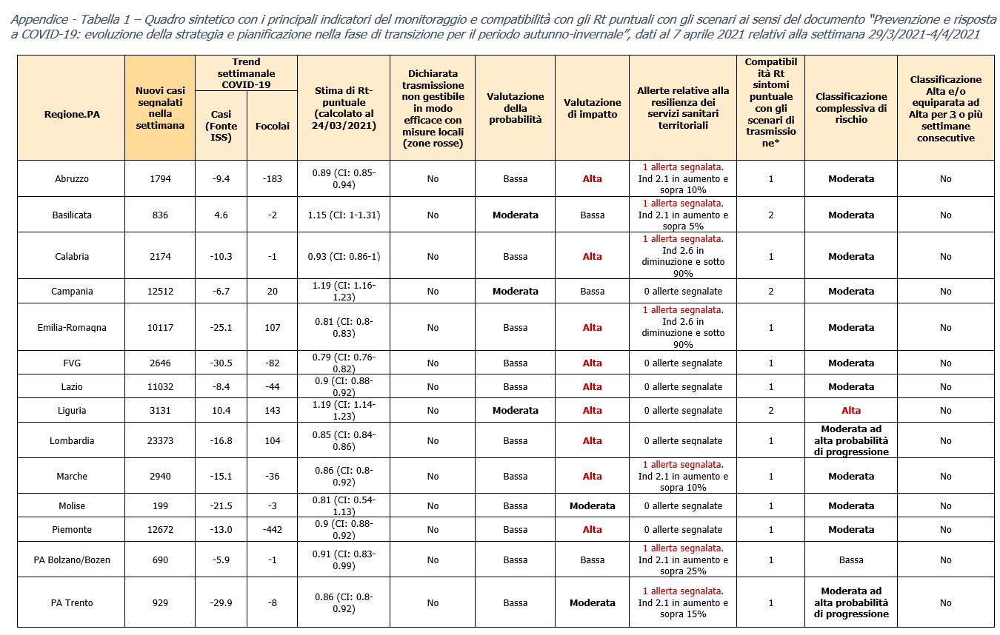 Appendice - Tabella 1 – Quadro sintetico con i principali indicatori del monitoraggio e compatibilità con gli Rt puntuali con gli scenari ai sensi del documento “Prevenzione e risposta
a COVID-19: evoluzione della strategia e pianificazione nella fase di transizione per il periodo autunno-invernale”, dati al 7 aprile 2021 relativi alla settimana 29/3/2021-4/4/2021
Regione.PA
Nuovi casi
segnalati
nella
settimana
Trend
settimanale
COVID-19
Casi
(Fonte
ISS)
Focolai
Stima di Rt-
puntuale
(calcolato al
24/03/2021)
Dichiarata
trasmissione
non gestibile
in modo
efficace con
misure locali
(zone rosse)
Valutazione
della
probabilità
Valutazione
di impatto
Allerte relative alla
resilienza dei
servizi sanitari
territoriali
Compatibil
ità Rt
sintomi
puntuale
con gli
scenari di
trasmissio
ne*
Classificazione
complessiva di
rischio
Classificazione
Alta e/o
equiparata ad
Alta per 3 o più
settimane
consecutive
Abruzzo
1794
-9.4
-183
0.89 (CI: 0.85-
0.94)
No
Bassa
Alta
1 allerta segnalata.
Ind 2.1 in aumento e
sopra 10%
1
Moderata
No
Basilicata
836
4.6
-2
1.15 (CI: 1-1.31)
No
Moderata
Bassa
1 allerta segnalata.
Ind 2.1 in aumento e
sopra 5%
2
Moderata
No
Calabria
2174
-10.3
-1
0.93 (CI: 0.86-1)
No
Bassa
Alta
1 allerta segnalata.
Ind 2.6 in
diminuzione e sotto
90%
1
Moderata
No
Campania
12512
-6.7
20
1.19 (CI: 1.16-
1.23)
No
Moderata
Bassa
0 allerte segnalate
2
Moderata
No
Emilia-Romagna
10117
-25.1
107
0.81 (CI: 0.8-
0.83)
No
Bassa
Alta
1 allerta segnalata.
Ind 2.6 in
diminuzione e sotto
90%
1
Moderata
No
FVG
2646
-30.5
-82
0.79 (CI: 0.76-
0.82)
No
Bassa
Alta
0 allerte segnalate
1
Moderata
No
Lazio
11032
-8.4
-44
0.9 (CI: 0.88-
0.92)
No
Bassa
Alta
0 allerte segnalate
1
Moderata
No
Liguria
3131
10.4
143
1.19 (CI: 1.14-
1.23)
No
Moderata
Alta
0 allerte segnalate
2
Alta
No
Lombardia
23373
-16.8
104
0.85 (CI: 0.84-
0.86)
No
Bassa
Alta
0 allerte segnalate
1
Moderata ad
alta probabilità
di progressione
No
Marche
2940
-15.1
-36
0.86 (CI: 0.8-
0.92)
No
Bassa
Alta
1 allerta segnalata.
Ind 2.1 in aumento e
sopra 10%
1
Moderata
No
Molise
199
-21.5
-3
0.81 (CI: 0.54-
1.13)
No
Bassa
Moderata
0 allerte segnalate
1
Moderata
No
Piemonte
12672
-13.0
-442
0.9 (CI: 0.88-
0.92)
No
Bassa
Alta
0 allerte segnalate
1
Moderata
No
PA Bolzano/Bozen
690
-5.9
-1
0.91 (CI: 0.83-
0.99)
No
Bassa
Bassa
1 allerta segnalata.
Ind 2.1 in aumento e
sopra 25%
1
Bassa
No
PA Trento
929
-29.9
-8
0.86 (CI: 0.8-
0.92)
No
Bassa
Moderata
1 allerta segnalata.
Ind 2.1 in aumento e
sopra 15%
1
Moderata ad
alta probabilità
di progressione
No